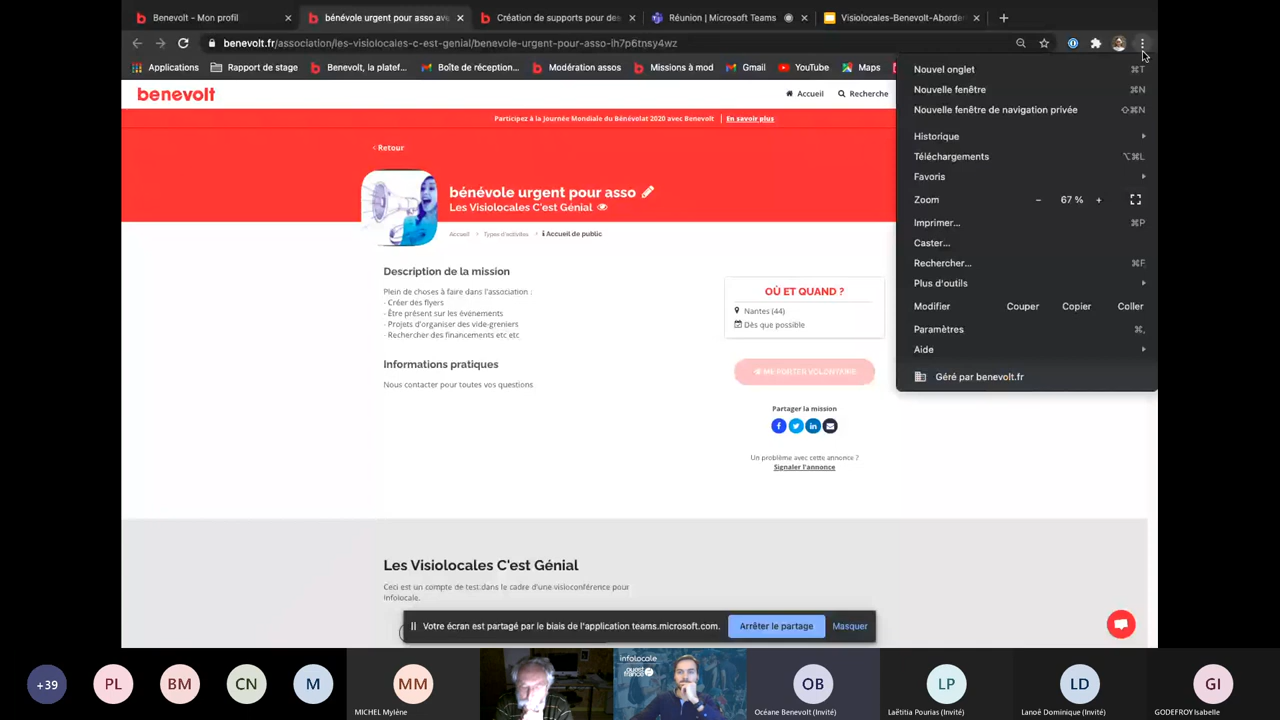 Benevolt - Mon profil
bénévole urgent pour asso ave
Création de supports pour des
Réunion | Microsoft Teams
Visiolocales-Benevolt-Aborder
benevolt.fr/association/les-visiolocales-c-est-genial/benevole-urgent-pour-asso-lh7p6tnsy4wz
Applications
Rapport de stage
Benevolt, la platef...
Boîte de réception...
Modération assos
Missions à mod
Gmail
YouTube
Maps
benevolt
Accueil
Recherche
Participez à la Journée Mondiale du Bénévolat 2020 avec Benevolt | En savoir plus
‹ Retour
bénévole urgent pour asso
Les Visiolocales C'est Génial
Accueil > Types d'activités > Accueil de public
Description de la mission
Plein de choses à faire dans l'association :
- Créer des flyers
- Être présent sur les événements
- Projets d'organiser des vide-greniers
- Rechercher des financements etc etc
Informations pratiques
Nous contacter pour toutes vos questions
OÙ ET QUAND ?
Nantes (44)
Dès que possible
ME PORTER VOLONTAIRE
Partager la mission
Un problème avec cette annonce ?
Signaler l'annonce
Nouvel onglet ⌘T
Nouvelle fenêtre ⌘N
Nouvelle fenêtre de navigation privée ⇧⌘N
Historique
Téléchargements ⌥⌘L
Favoris
Zoom − 67 % +
Imprimer... ⌘P
Caster...
Rechercher... ⌘F
Plus d'outils
Modifier Couper Copier Coller
Paramètres ⌘,
Aide
Géré par benevolt.fr
Les Visiolocales C'est Génial
Ceci est un compte de test dans le cadre d'une visioconférence pour
Infolocale.
Votre écran est partagé par le biais de l'application teams.microsoft.com.
Arrêter le partage
Masquer
+39
PL
BM
CN
M
MM
MICHEL Mylène
infolocale
ouest
france
OB
Océane Benevolt (Invité)
LP
Laëtitia Pourias (Invité)
LD
Lanoé Dominique (Invité)
GI
GODEFROY Isabelle